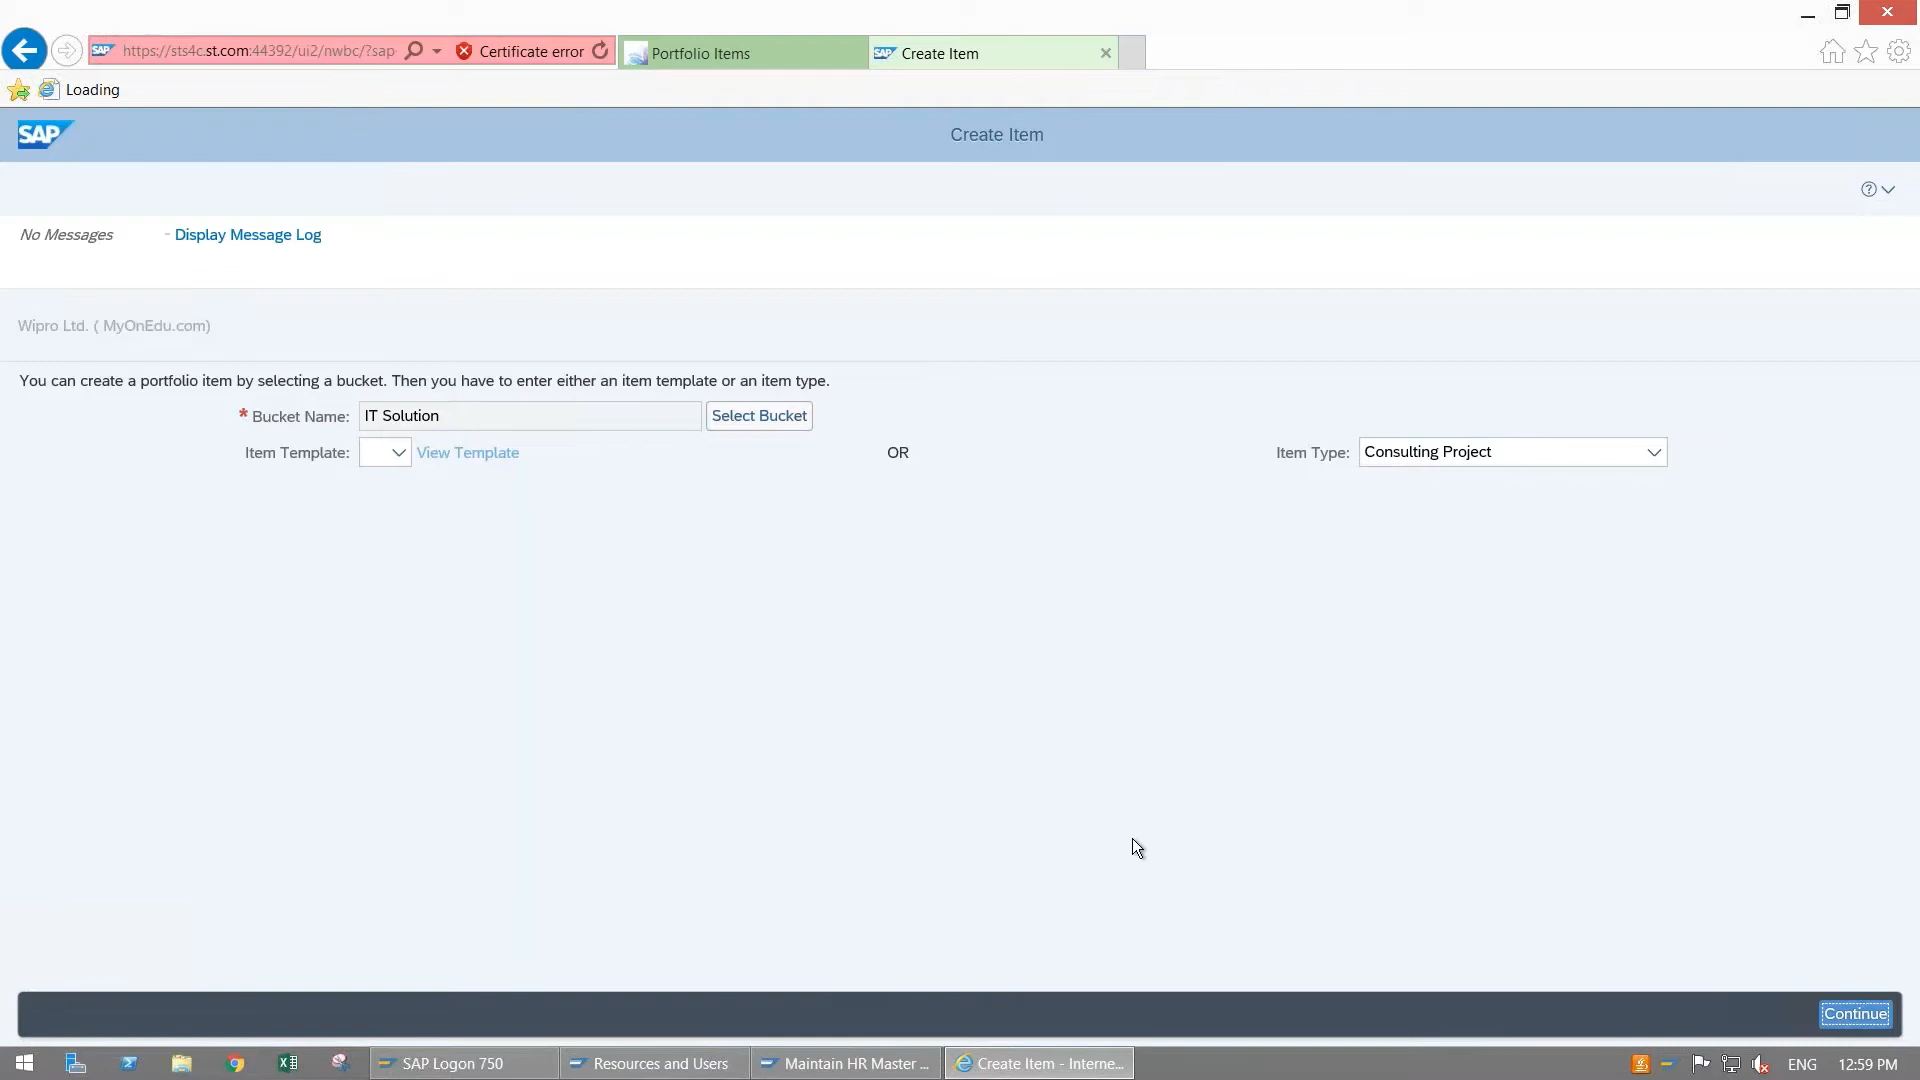 SAP https://sts4c.st.com:44392/ui2/nwbc/?sap- Certificate error Portfolio Items SAP Create Item
Loading
SAP Create Item
No Messages - Display Message Log
Wipro Ltd. ( MyOnEdu.com)
You can create a portfolio item by selecting a bucket. Then you have to enter either an item template or an item type.
* Bucket Name: IT Solution Select Bucket
Item Template: View Template OR Item Type: Consulting Project
Continue
SAP Logon 750 Resources and Users Maintain HR Master ... Create Item - Interne... ENG 12:59 PM